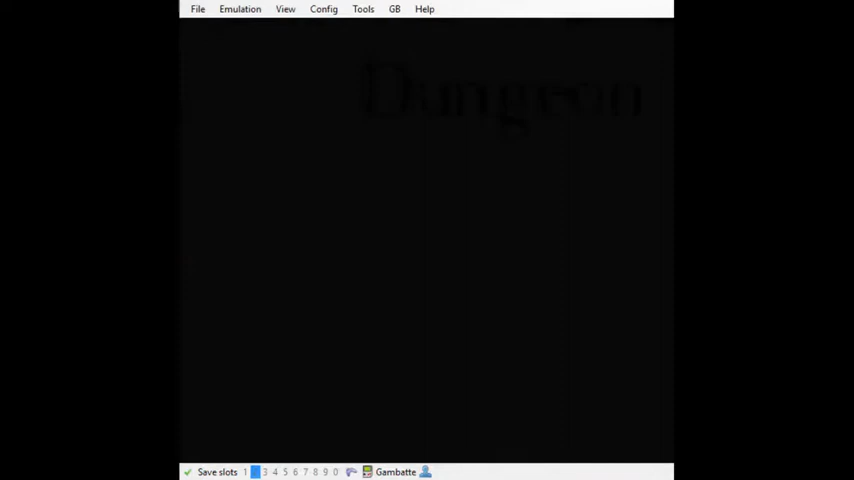 File Emulation View Config Tools GB Help
Dungeon
Save slots 1 3 4 5 6 7 8 9 0 Gambatte